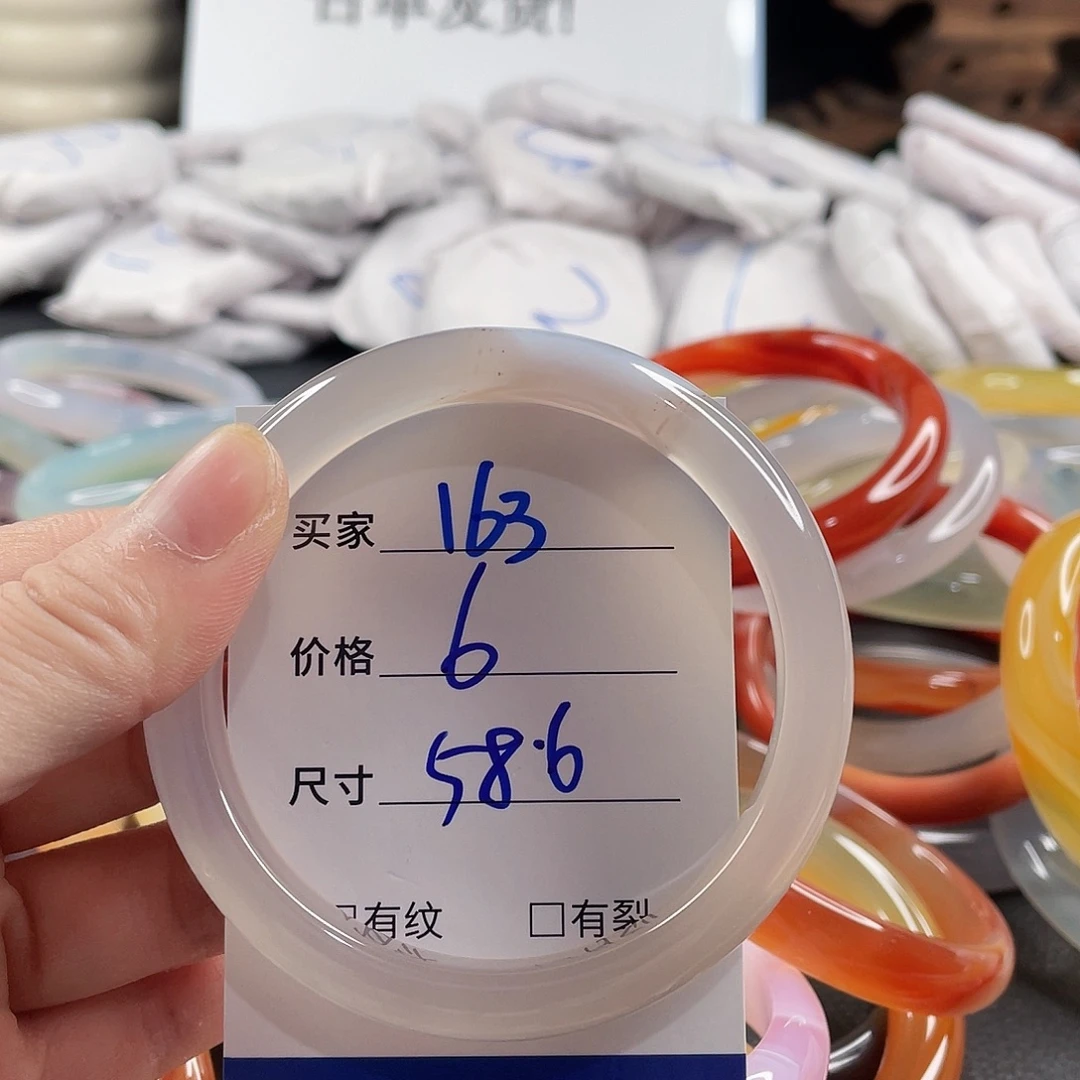 买家 163
价格 6
尺寸 58.6
□有纹 □有裂